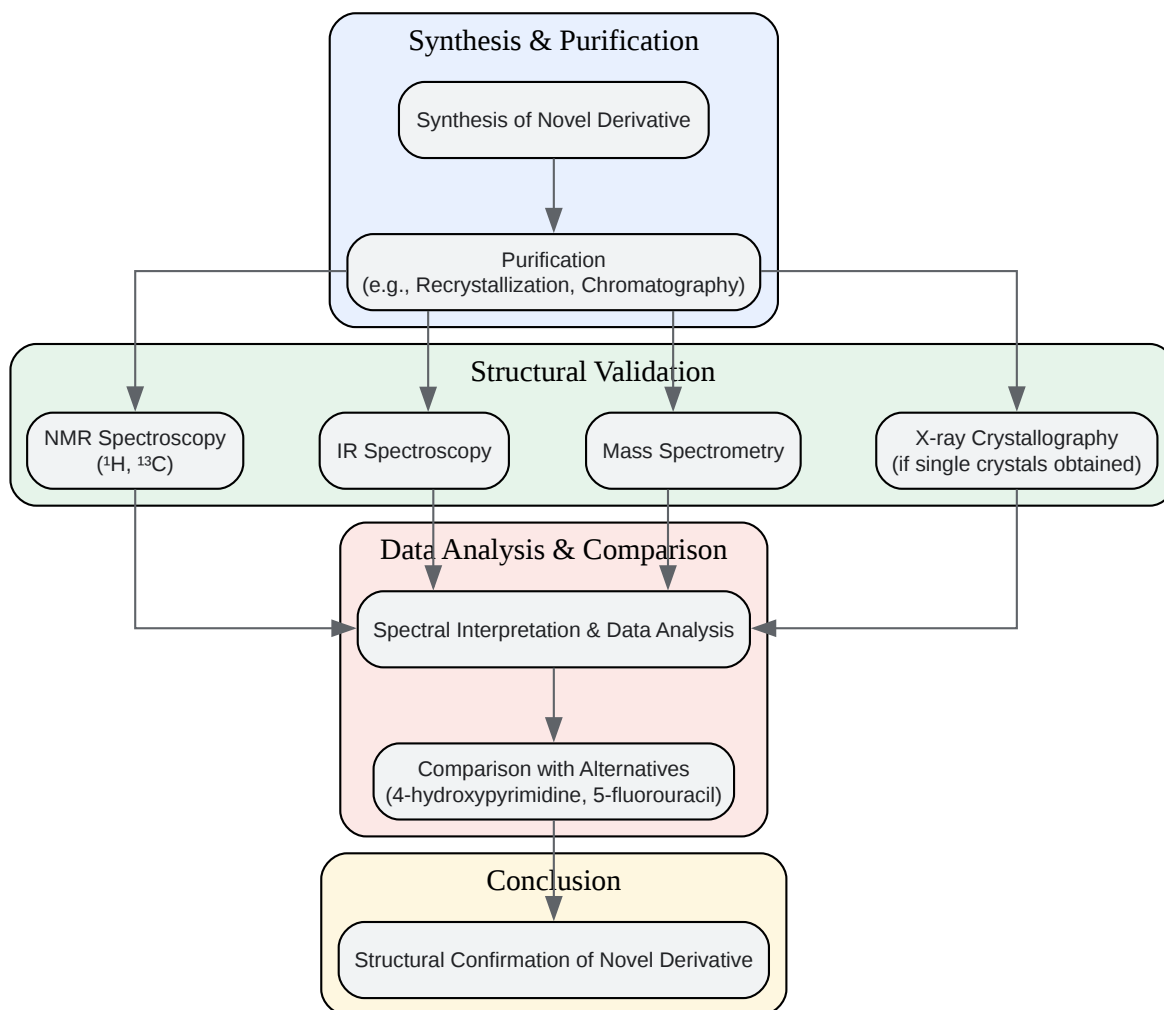 Synthesis & Purification
Synthesis of Novel Derivative
Purification
(e.g., Recrystallization, Chromatography)
Structural Validation
NMR Spectroscopy
(¹H, ¹³C)
IR Spectroscopy
Mass Spectrometry
X-ray Crystallography
(if single crystals obtained)
Data Analysis & Comparison
Spectral Interpretation & Data Analysis
Comparison with Alternatives
(4-hydroxypyrimidine, 5-fluorouracil)
Conclusion
Structural Confirmation of Novel Derivative